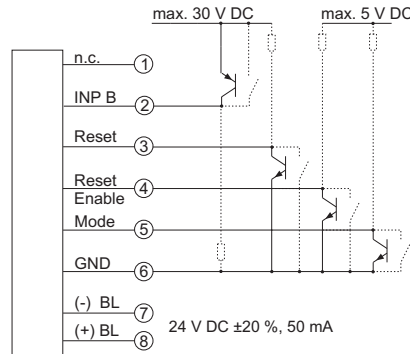 max. 30 V DC
max. 5 V DC
n.c. 1
INP B 2
Reset 3
Reset
Enable 4
Mode 5
GND 6
(-) BL 7
(+) BL 8
24 V DC ±20 %, 50 mA